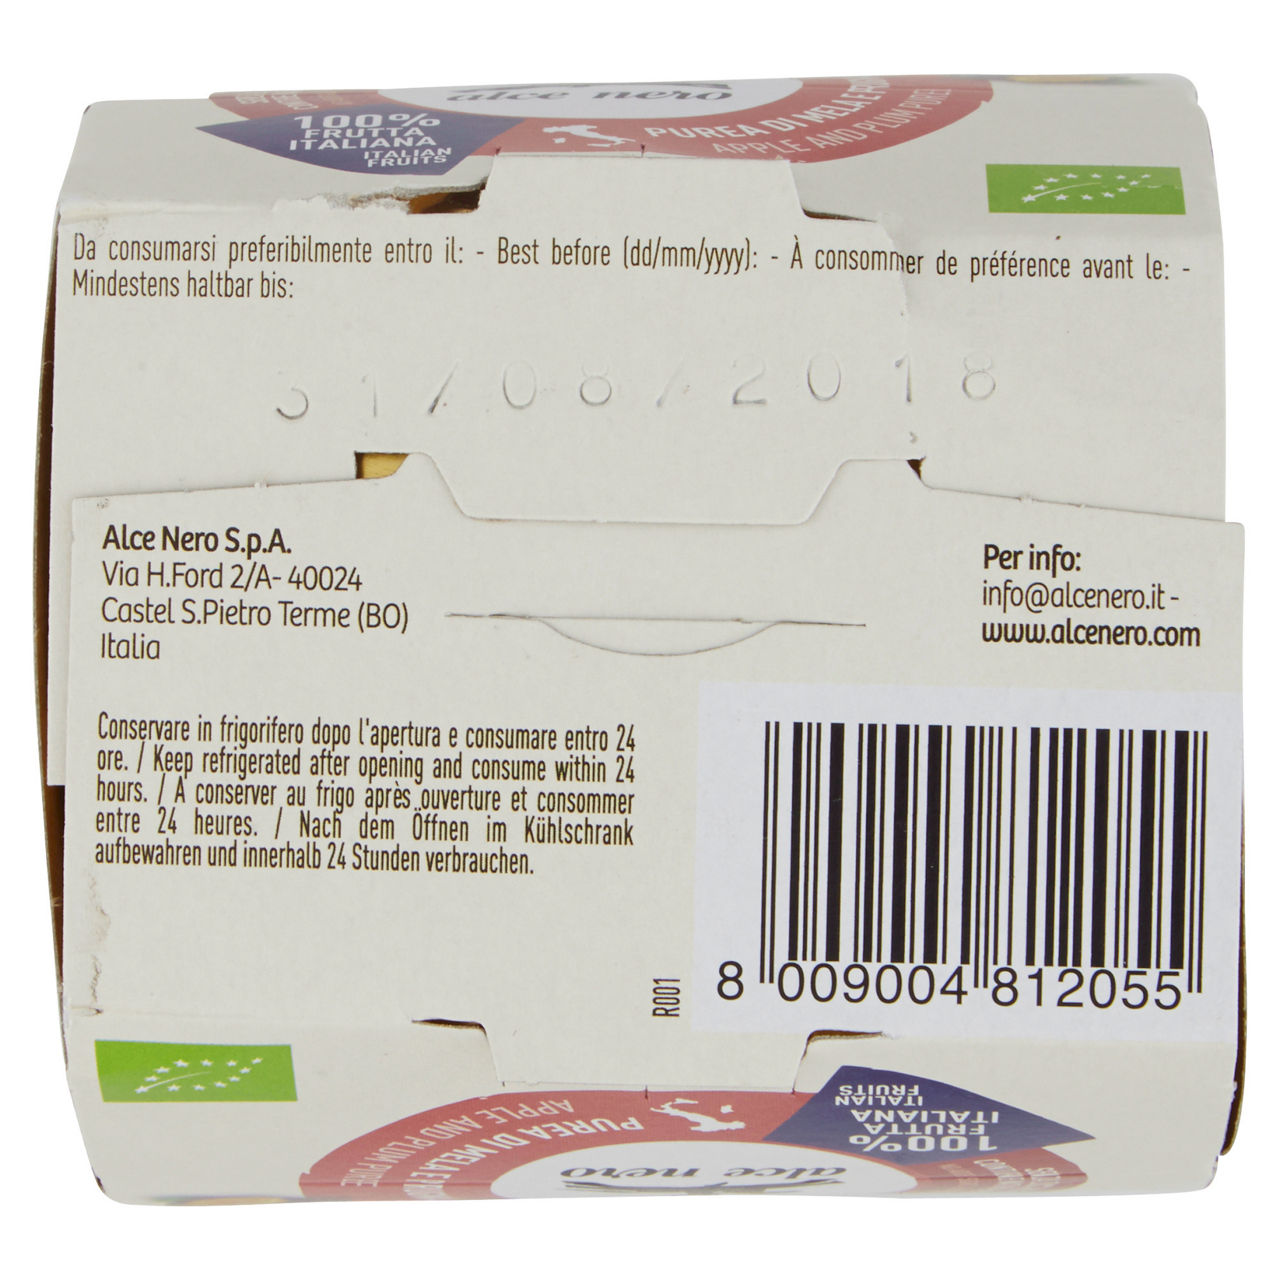 alce nero
100%
FRUTTA
ITALIANA
ITALIAN
FRUITS
PUREA DI MELA E
APPLE AND PLUM PUREE
Da consumarsi preferibilmente entro il: - Best before (dd/mm/yyyy): - À consommer de préférence avant le: -
Mindestens haltbar bis:
31/08/2018
Alce Nero S.p.A.
Via H.Ford 2/A- 40024
Castel S.Pietro Terme (BO)
Italia
Per info:
info@alcenero.it -
www.alcenero.com
Conservare in frigorifero dopo l'apertura e consumare entro 24
ore. / Keep refrigerated after opening and consume within 24
hours. / A conserver au frigo après ouverture et consommer
entre 24 heures. / Nach dem Öffnen im Kühlschrank
aufbewahren und innerhalb 24 Stunden verbrauchen.
R001
8 009004 812055
100%
FRUTTA
ITALIANA
ITALIAN
FRUITS
PUREA DI MELA E
APPLE AND PLUM PUREE
alce nero